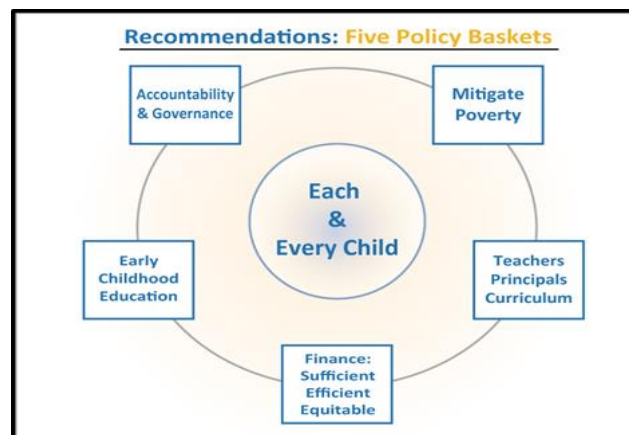 Recommendations: Five Policy Baskets
Accountability
& Governance
Mitigate
Poverty
Each
&
Every Child
Early
Childhood
Education
Teachers
Principals
Curriculum
Finance:
Sufficient
Efficient
Equitable